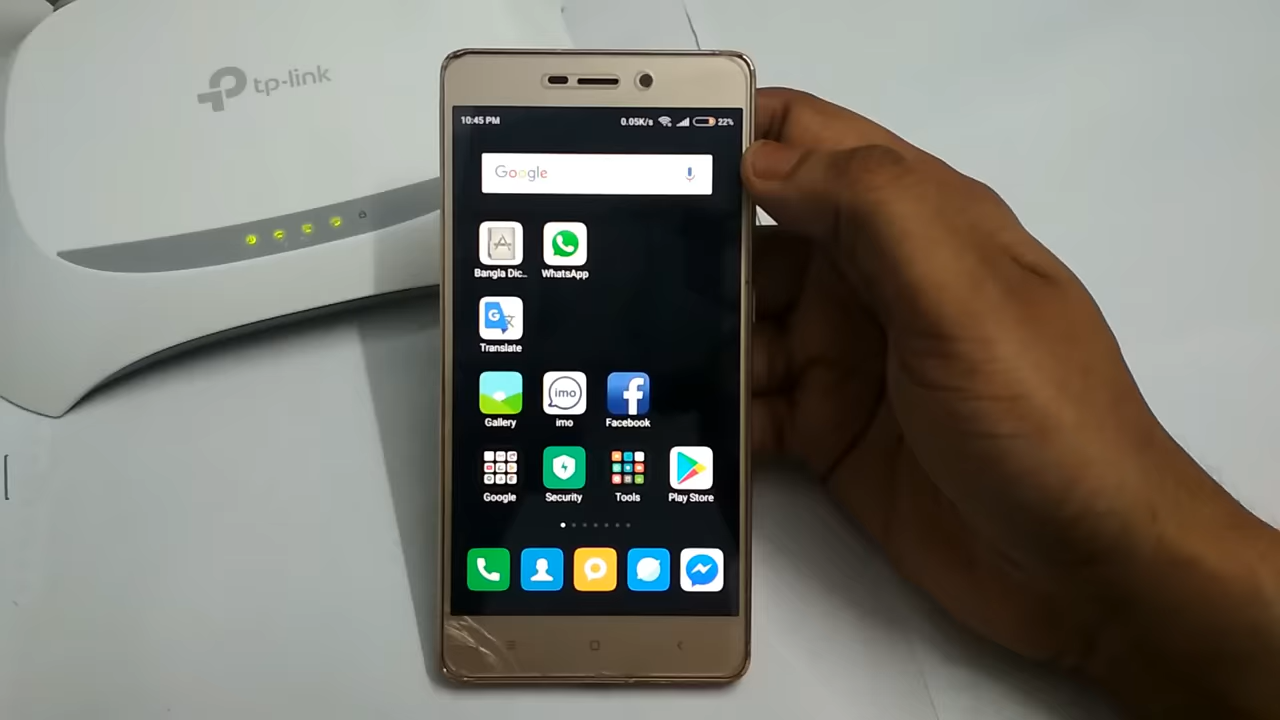 tp-link
10:45 PM
0.05K/s
22%
Google
Bangla Dic..
WhatsApp
Translate
Gallery
imo
imo
Facebook
Google
Security
Tools
Play Store